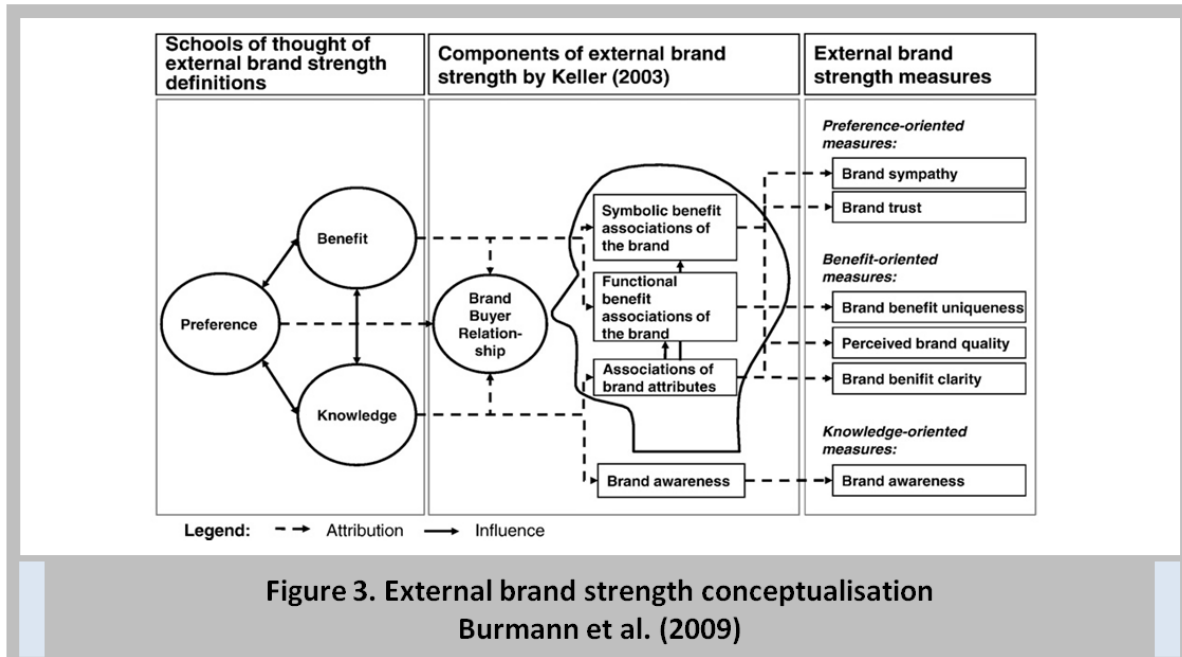 Schools of thought of
external brand strength
definitions
Components of external brand
strength by Keller (2003)
External brand
strength measures
Preference
Benefit
Knowledge
Brand
Buyer
Relation-
ship
Symbolic benefit
associations of
the brand
Functional
benefit
associations of
the brand
Associations of
brand attributes
Brand awareness
Preference-oriented
measures:
Brand sympathy
Brand trust
Benefit-oriented
measures:
Brand benefit uniqueness
Perceived brand quality
Brand benifit clarity
Knowledge-oriented
measures:
Brand awareness
Legend: Attribution Influence
Figure 3. External brand strength conceptualisation
Burmann et al. (2009)